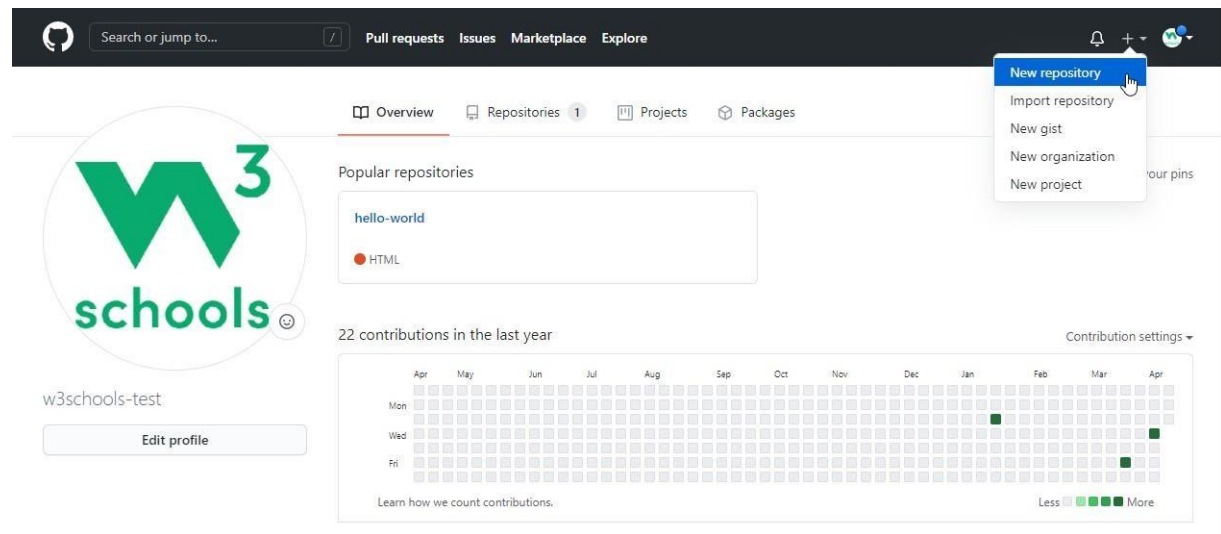 Search or jump to... /
Pull requests Issues Marketplace Explore
New repository
Import repository
New gist
New organization
New project
Overview Repositories 1 Projects Packages
W3
schools
w3schools-test
Edit profile
Popular repositories
your pins
hello-world
HTML
22 contributions in the last year
Contribution settings
Apr May Jun Jul Aug Sep Oct Nov Dec Jan Feb Mar Apr
Mon
Wed
Fri
Learn how we count contributions.
Less More